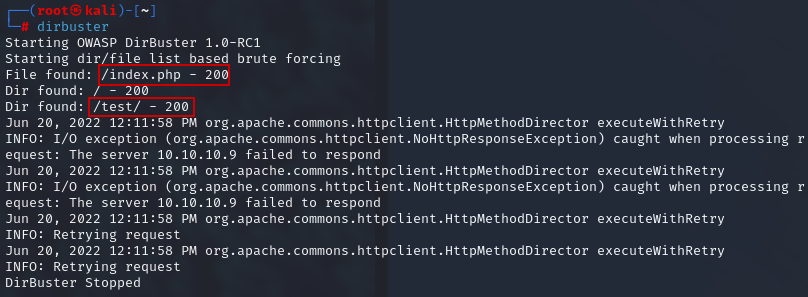 ┌──(root㉿kali)-[~]
└─# dirbuster
Starting OWASP DirBuster 1.0-RC1
Starting dir/file list based brute forcing
File found: /index.php - 200
Dir found: / - 200
Dir found: /test/ - 200
Jun 20, 2022 12:11:58 PM org.apache.commons.httpclient.HttpMethodDirector executeWithRetry
INFO: I/O exception (org.apache.commons.httpclient.NoHttpResponseException) caught when processing r
equest: The server 10.10.10.9 failed to respond
Jun 20, 2022 12:11:58 PM org.apache.commons.httpclient.HttpMethodDirector executeWithRetry
INFO: I/O exception (org.apache.commons.httpclient.NoHttpResponseException) caught when processing r
equest: The server 10.10.10.9 failed to respond
Jun 20, 2022 12:11:58 PM org.apache.commons.httpclient.HttpMethodDirector executeWithRetry
INFO: Retrying request
Jun 20, 2022 12:11:58 PM org.apache.commons.httpclient.HttpMethodDirector executeWithRetry
INFO: Retrying request
DirBuster Stopped